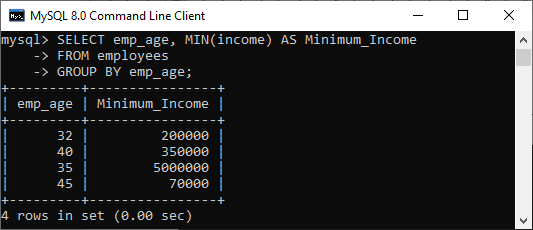 MySQL 8.0 Command Line Client
mysql> SELECT emp_age, MIN(income) AS Minimum_Income
    -> FROM employees
    -> GROUP BY emp_age;
+---------+----------------+
| emp_age | Minimum_Income |
+---------+----------------+
|      32 |         200000 |
|      40 |         350000 |
|      35 |        5000000 |
|      45 |          70000 |
+---------+----------------+
4 rows in set (0.00 sec)